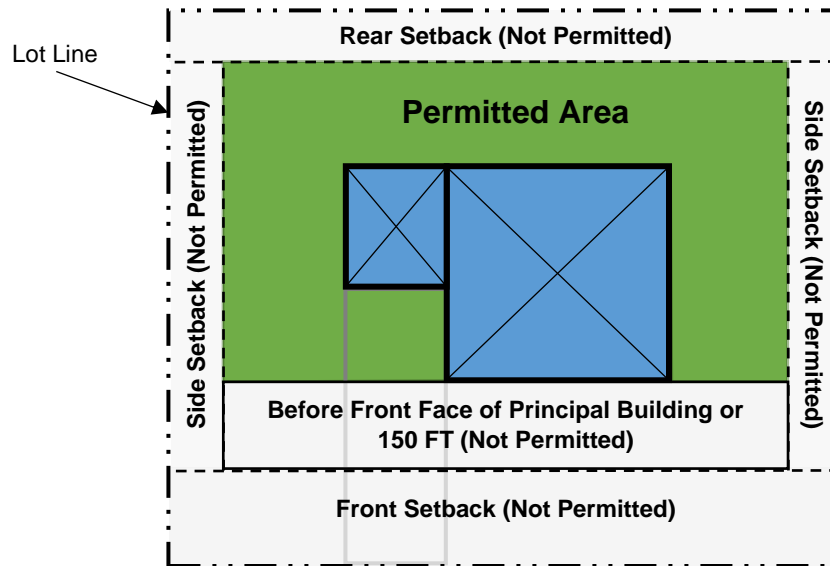 Rear Setback (Not Permitted)
Lot Line
Permitted Area
Side Setback (Not Permitted)
Side Setback (Not Permitted)
Before Front Face of Principal Building or
150 FT (Not Permitted)
Front Setback (Not Permitted)